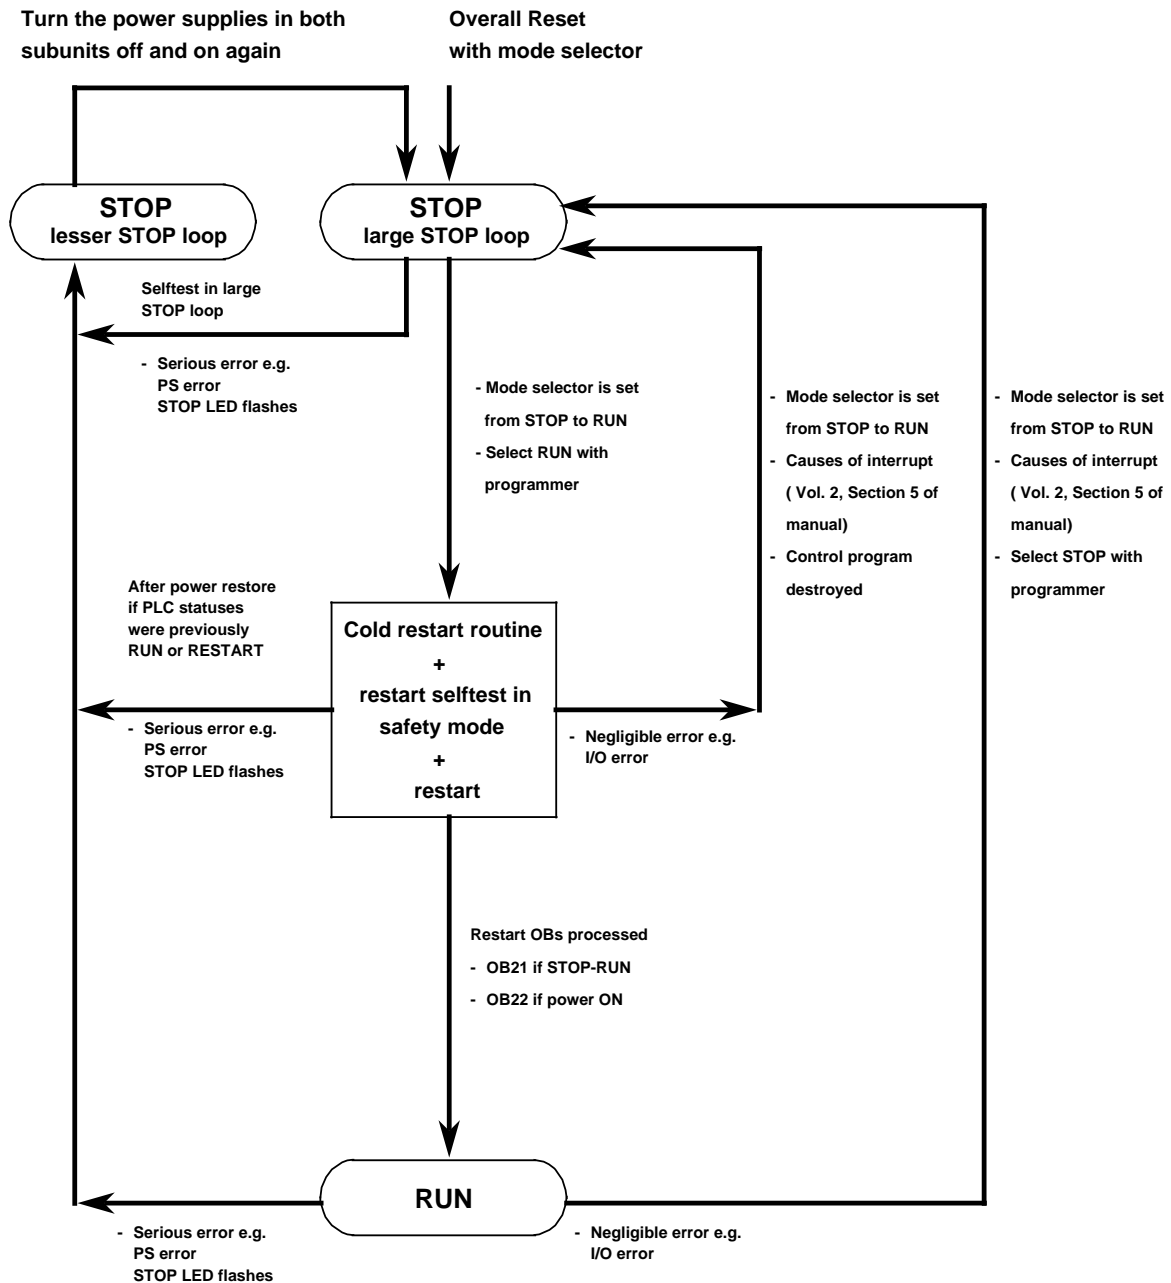 Turn the power supplies in both
subunits off and on again
Overall Reset
with mode selector
STOP
lesser STOP loop
STOP
large STOP loop
Selftest in large
STOP loop
- Serious error e.g.
PS error
STOP LED flashes
- Mode selector is set
from STOP to RUN
- Select RUN with
programmer
- Mode selector is set
from STOP to RUN
- Causes of interrupt
( Vol. 2, Section 5 of
manual)
- Control program
destroyed
- Mode selector is set
from STOP to RUN
- Causes of interrupt
( Vol. 2, Section 5 of
manual)
- Select STOP with
programmer
After power restore
if PLC statuses
were previously
RUN or RESTART
Cold restart routine
+
restart selftest in
safety mode
+
restart
- Serious error e.g.
PS error
STOP LED flashes
- Negligible error e.g.
I/O error
Restart OBs processed
- OB21 if STOP-RUN
- OB22 if power ON
RUN
- Serious error e.g.
PS error
STOP LED flashes
- Negligible error e.g.
I/O error